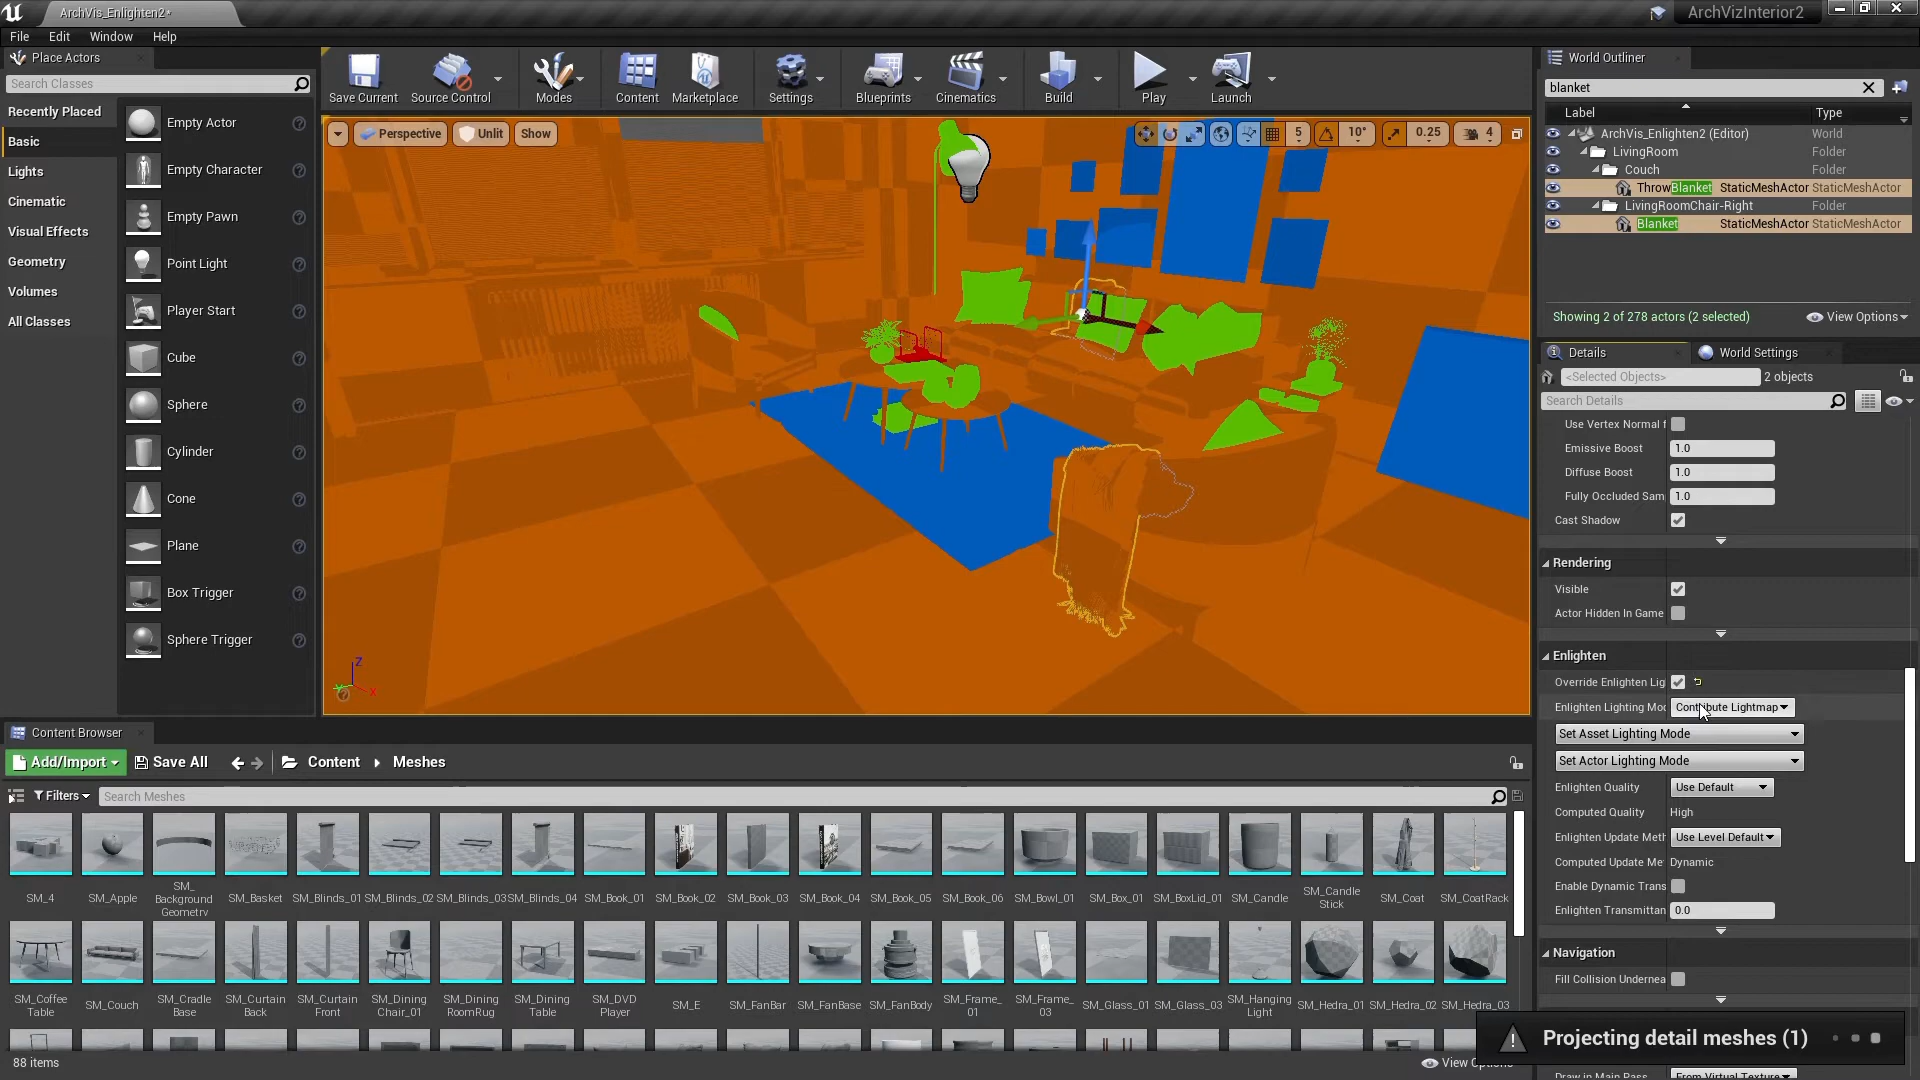 ArchVis_Enlighten2*
ArchVizInterior2
File Edit Window Help
Place Actors
Search Classes
Recently Placed
Basic
Lights
Cinematic
Visual Effects
Geometry
Volumes
All Classes
Empty Actor
Empty Character
Empty Pawn
Point Light
Player Start
Cube
Sphere
Cylinder
Cone
Plane
Box Trigger
Sphere Trigger
Save Current Source Control Modes Content Marketplace Settings Blueprints Cinematics Build Play Launch
Perspective Unlit Show
5 10° 0.25 4
Z
X
World Outliner
blanket
Label Type
ArchVis_Enlighten2 (Editor) World
LivingRoom Folder
Couch Folder
ThrowBlanket StaticMeshActor StaticMeshActor
LivingRoomChair-Right Folder
Blanket StaticMeshActor StaticMeshActor
Showing 2 of 278 actors (2 selected) View Options
Details World Settings
<Selected Objects> 2 objects
Search Details
Use Vertex Normal f
Emissive Boost 1.0
Diffuse Boost 1.0
Fully Occluded Sam 1.0
Cast Shadow
Rendering
Visible
Actor Hidden In Game
Enlighten
Override Enlighten Lig
Enlighten Lighting Moc Contribute Lightmap
Set Asset Lighting Mode
Set Actor Lighting Mode
Enlighten Quality Use Default
Computed Quality High
Enlighten Update Meth Use Level Default
Computed Update Me Dynamic
Enable Dynamic Trans
Enlighten Transmittan 0.0
Navigation
Fill Collision Undernea
Draw in Main Pass From Virtual Texture
Projecting detail meshes (1)
Content Browser
Add/Import Save All Content Meshes
Filters Search Meshes
SM_4 SM_Apple SM_ Background Geometry SM_Basket SM_Blinds_01 SM_Blinds_02 SM_Blinds_03 SM_Blinds_04 SM_Book_01 SM_Book_02 SM_Book_03 SM_Book_04 SM_Book_05 SM_Book_06 SM_Bowl_01 SM_Box_01 SM_BoxLid_01 SM_Candle SM_Candle Stick SM_Coat SM_CoatRack
SM_Coffee Table SM_Couch SM_Cradle Base SM_Curtain Back SM_Curtain Front SM_Dining Chair_01 SM_Dining RoomRug SM_Dining Table SM_DVD Player SM_E SM_FanBar SM_FanBase SM_FanBody SM_Frame_ 01 SM_Frame_ 03 SM_Glass_01 SM_Glass_03 SM_Hanging Light SM_Hedra_01 SM_Hedra_02 SM_Hedra_03
88 items View Options